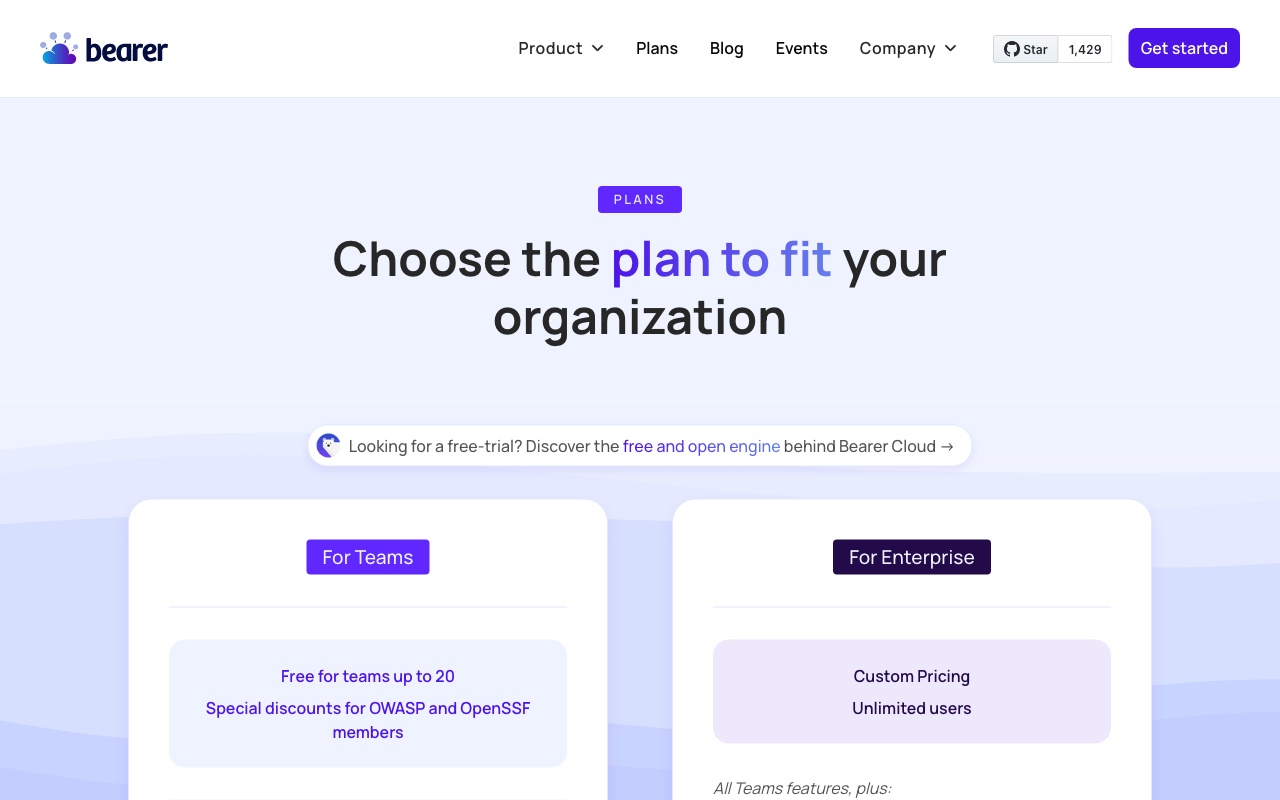 bearer
Product
Plans
Blog
Events
Company
Star
1,429
Get started
PLANS
Choose the plan to fit your
organization
Looking for a free-trial? Discover the free and open engine behind Bearer Cloud →
For Teams
Free for teams up to 20
Special discounts for OWASP and OpenSSF
members
For Enterprise
Custom Pricing
Unlimited users
All Teams features, plus: